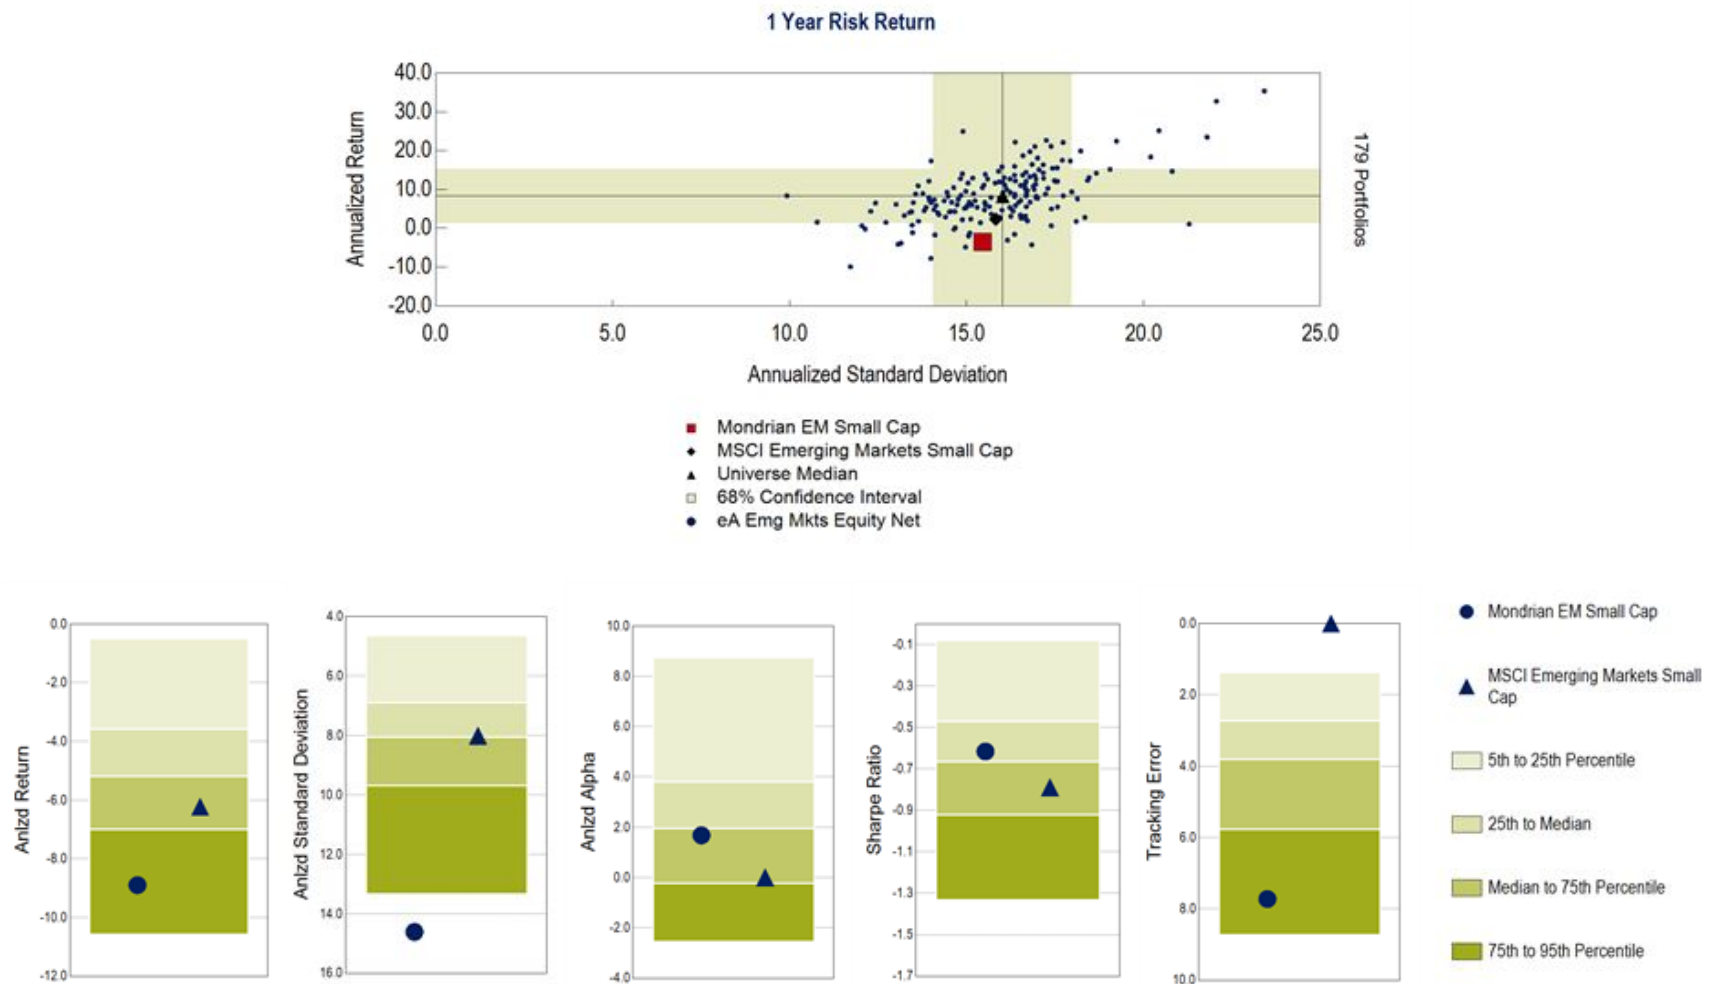 1 Year Risk Return
40.0
30.0
20.0
10.0
0.0
-10.0
-20.0
Annualized Return
0.0 5.0 10.0 15.0 20.0 25.0
Annualized Standard Deviation
179 Portfolios
Mondrian EM Small Cap
MSCI Emerging Markets Small Cap
Universe Median
68% Confidence Interval
eA Emg Mkts Equity Net
Anlzd Return
0.0
-2.0
-4.0
-6.0
-8.0
-10.0
-12.0
Anlzd Standard Deviation
4.0
6.0
8.0
10.0
12.0
14.0
16.0
Anlzd Alpha
10.0
8.0
6.0
4.0
2.0
0.0
-2.0
-4.0
Sharpe Ratio
-0.1
-0.3
-0.5
-0.7
-0.9
-1.1
-1.3
-1.5
-1.7
Tracking Error
0.0
2.0
4.0
6.0
8.0
10.0
Mondrian EM Small Cap
MSCI Emerging Markets Small
Cap
5th to 25th Percentile
25th to Median
Median to 75th Percentile
75th to 95th Percentile